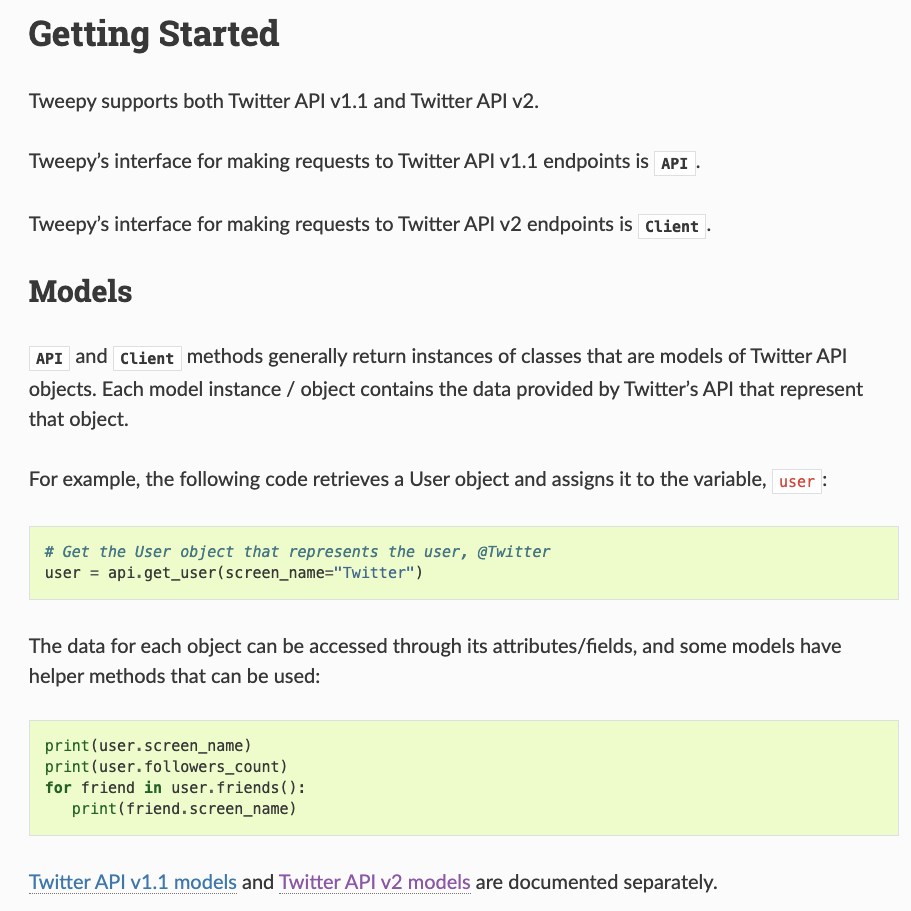 Getting Started
Tweepy supports both Twitter API v1.1 and Twitter API v2.
Tweepy’s interface for making requests to Twitter API v1.1 endpoints is API.
Tweepy’s interface for making requests to Twitter API v2 endpoints is Client.
Models
API and Client methods generally return instances of classes that are models of Twitter API
objects. Each model instance / object contains the data provided by Twitter’s API that represent
that object.
For example, the following code retrieves a User object and assigns it to the variable, user:
# Get the User object that represents the user, @Twitter
user = api.get_user(screen_name="Twitter")
The data for each object can be accessed through its attributes/fields, and some models have
helper methods that can be used:
print(user.screen_name)
print(user.followers_count)
for friend in user.friends():
   print(friend.screen_name)
Twitter API v1.1 models and Twitter API v2 models are documented separately.